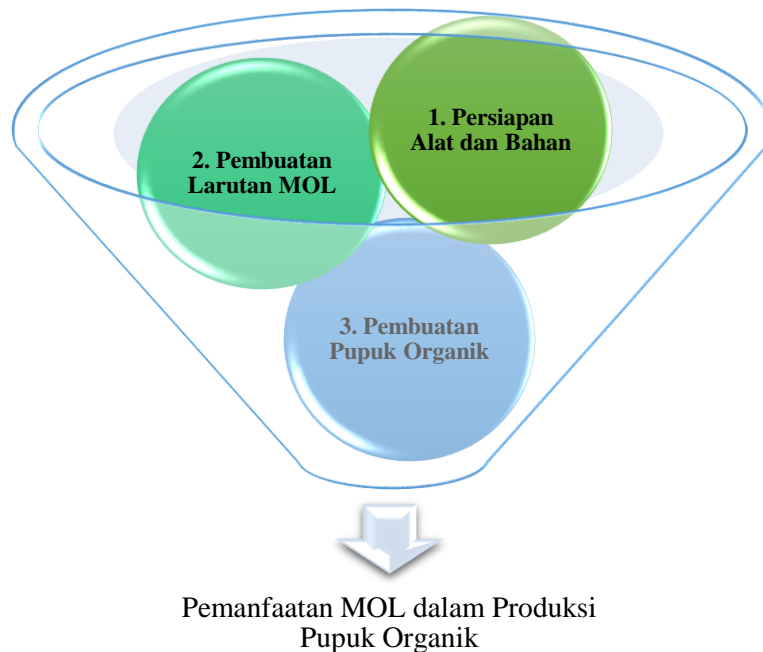 1. Persiapan
Alat dan Bahan
2. Pembuatan
Larutan MOL
3. Pembuatan
Pupuk Organik
Pemanfaatan MOL dalam Produksi
Pupuk Organik